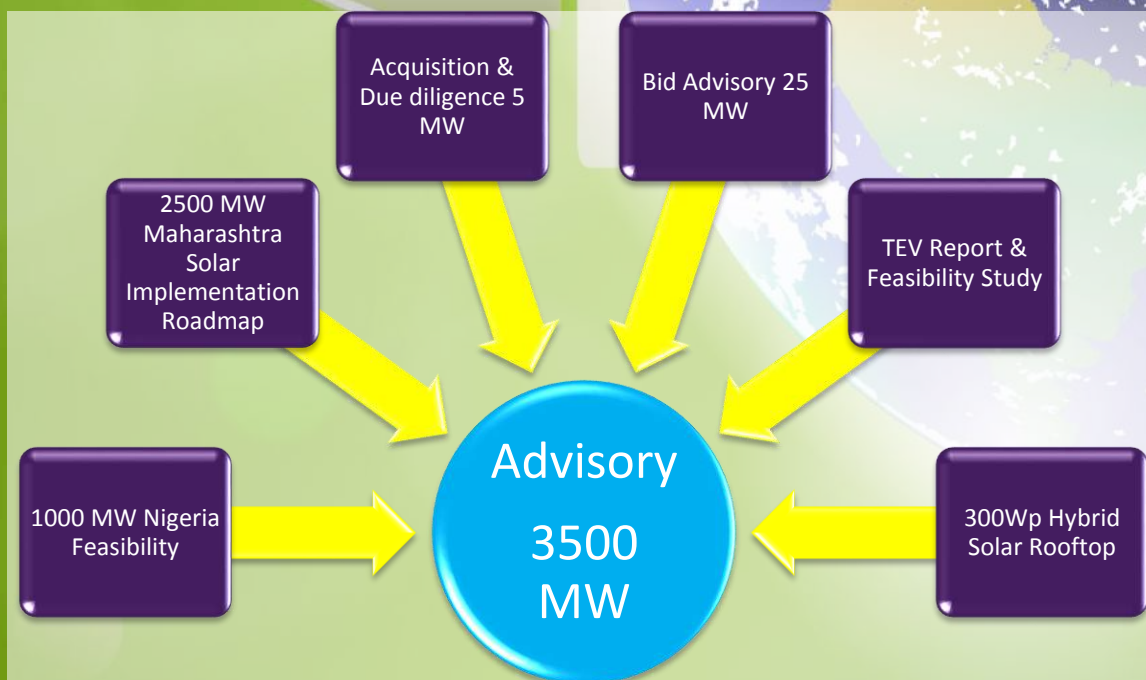 Acquisition &
Due diligence 5
MW
Bid Advisory 25
MW
2500 MW
Maharashtra
Solar
Implementation
Roadmap
TEV Report &
Feasibility Study
1000 MW Nigeria
Feasibility
Advisory
3500
MW
300Wp Hybrid
Solar Rooftop